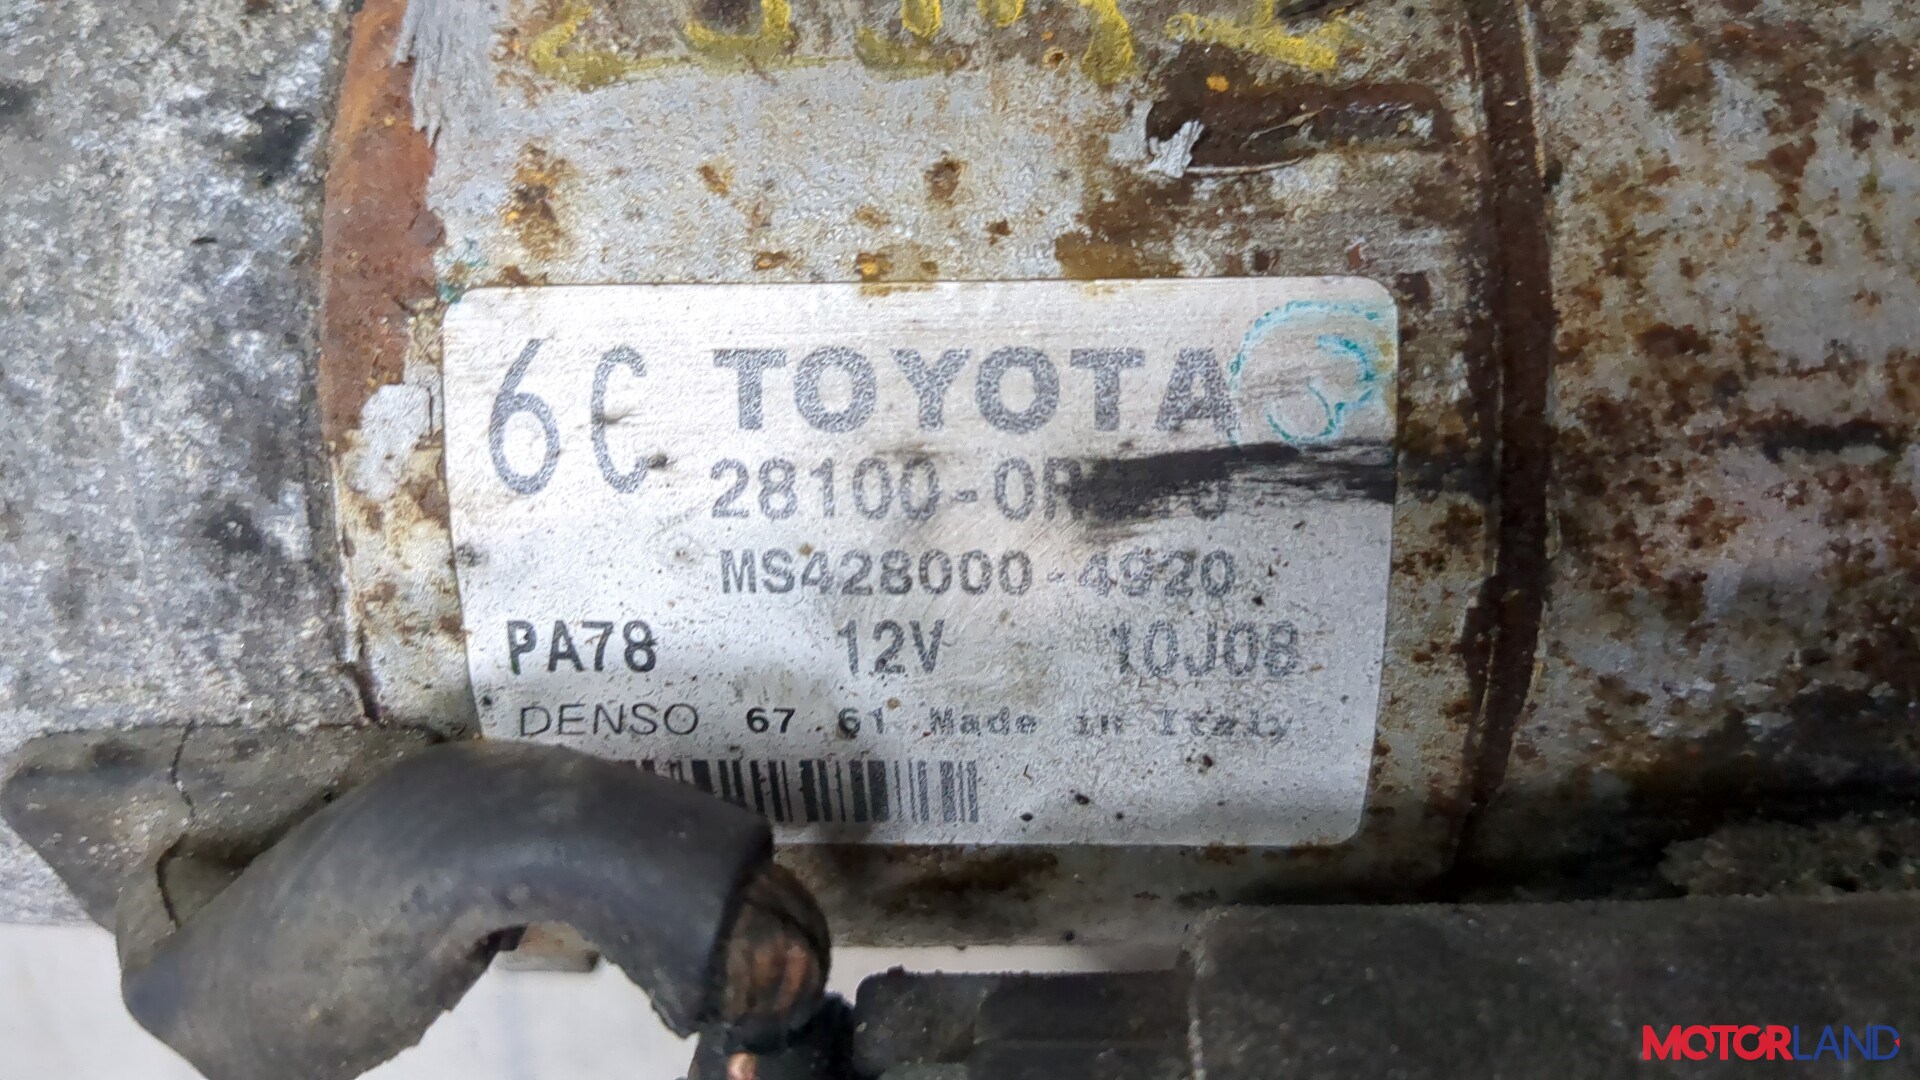 6C TOYOTA
MS428000-4920
PA78 12V 10J08
DENSO 67 61 Made in Italy
MOTORLAND